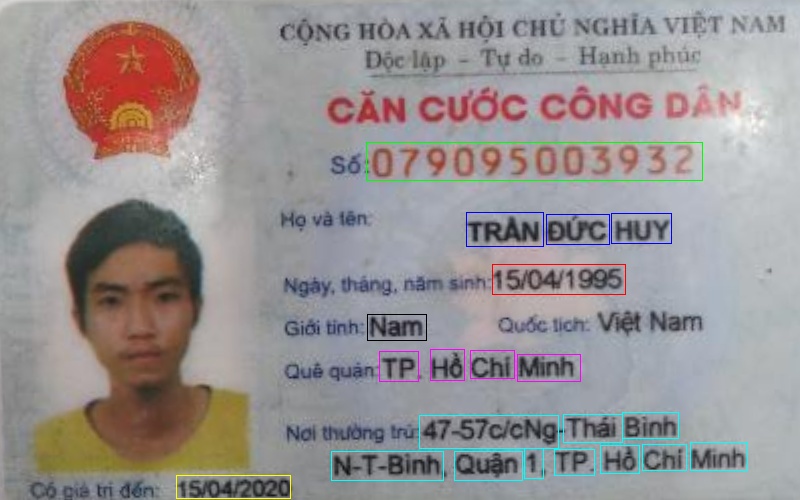 CỘNG HÒA XÃ HỘI CHỦ NGHĨA VIỆT NAM
Độc lập - Tự do - Hạnh phúc
CĂN CƯỚC CÔNG DÂN
Số: 079095003932
Họ và tên: TRẦN ĐỨC HUY
Ngày, tháng, năm sinh: 15/04/1995
Giới tính: Nam Quốc tịch: Việt Nam
Quê quán: TP. Hồ Chí Minh
Nơi thường trú: 47-57c/cNg-Thái Bình
N-T-Bình, Quận 1, TP. Hồ Chí Minh
Có giá trị đến: 15/04/2020